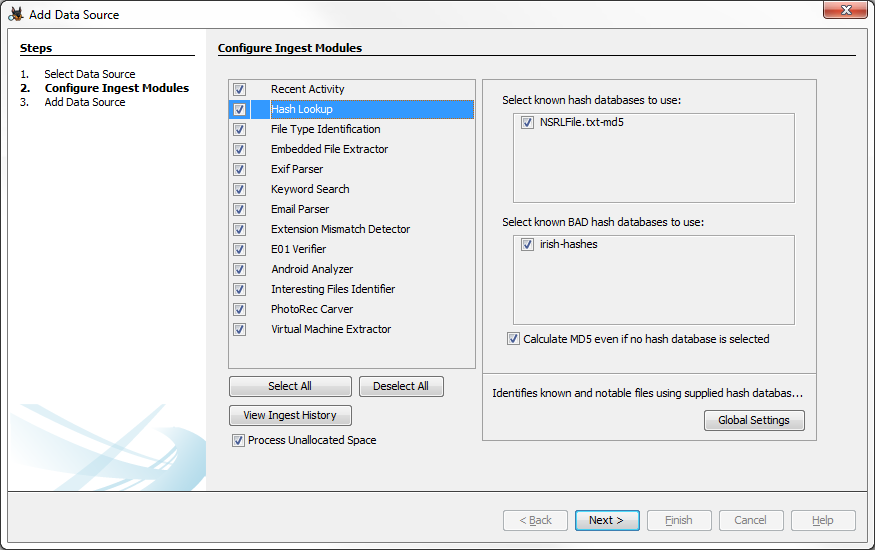 Add Data Source
Steps
1. Select Data Source
2. Configure Ingest Modules
3. Add Data Source
Configure Ingest Modules
Recent Activity
Hash Lookup
File Type Identification
Embedded File Extractor
Exif Parser
Keyword Search
Email Parser
Extension Mismatch Detector
E01 Verifier
Android Analyzer
Interesting Files Identifier
PhotoRec Carver
Virtual Machine Extractor
Select All
Deselect All
View Ingest History
Process Unallocated Space
Select known hash databases to use:
NSRLFile.txt-md5
Select known BAD hash databases to use:
irish-hashes
Calculate MD5 even if no hash database is selected
Identifies known and notable files using supplied hash databas...
Global Settings
< Back
Next >
Finish
Cancel
Help